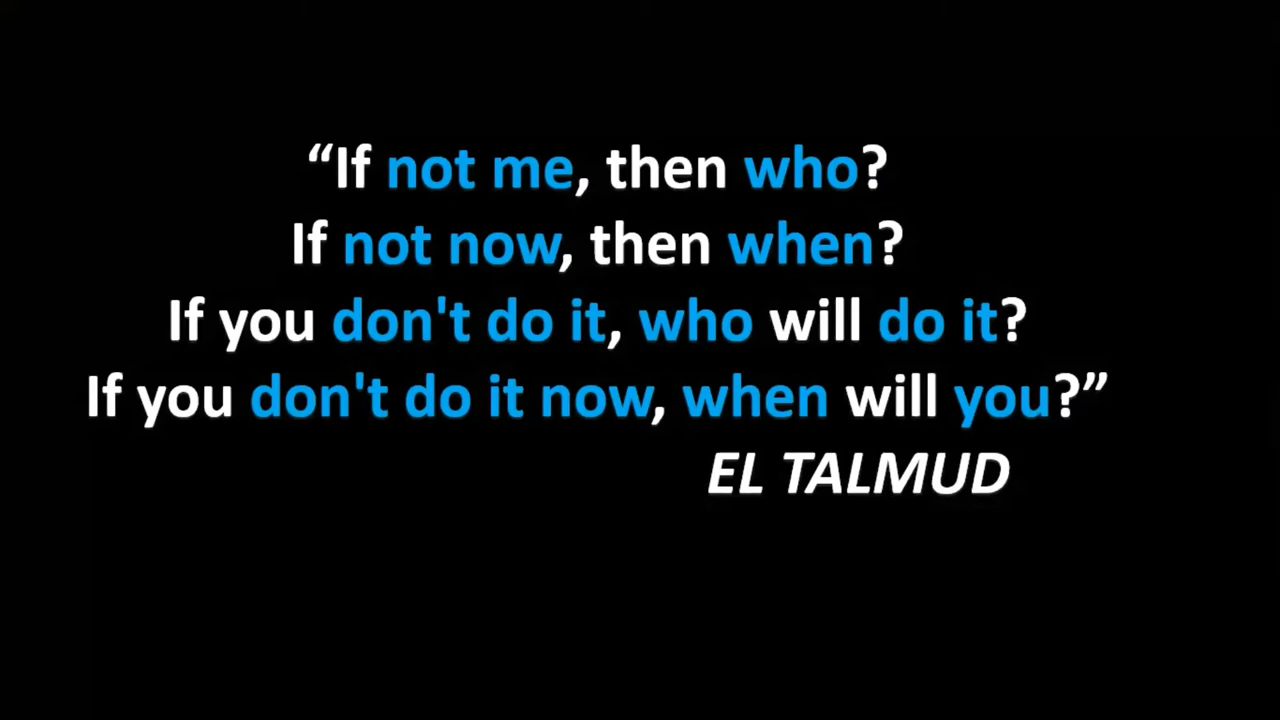 “If not me, then who?
If not now, then when?
If you don't do it, who will do it?
If you don't do it now, when will you?”
EL TALMUD